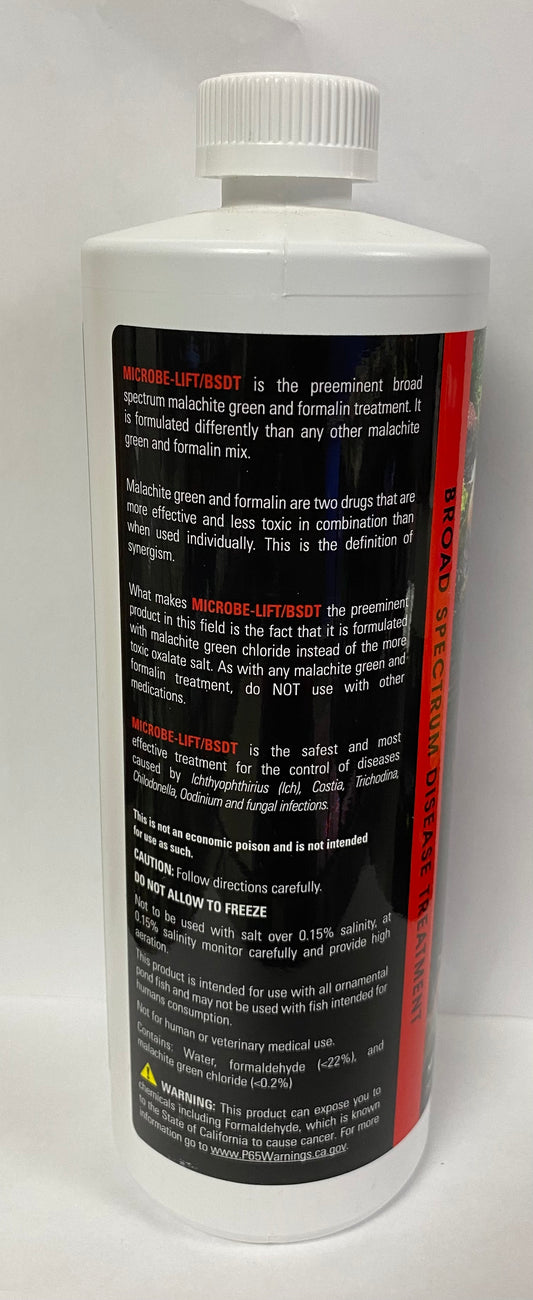 MICROBE-LIFT/BSDT is the preeminent broad
spectrum malachite green and formalin treatment. It
is formulated differently than any other malachite
green and formalin mix.
Malachite green and formalin are two drugs that are
more effective and less toxic in combination than
when used individually. This is the definition of
synergism.
What makes MICROBE-LIFT/BSDT the preeminent
product in this field is the fact that it is formulated
with malachite green chloride instead of the more
toxic oxalate salt. As with any malachite green and
formalin treatment, do NOT use with other
medications.
MICROBE-LIFT/BSDT is the safest and most
effective treatment for the control of diseases
caused by Ichthyophthirius (Ich), Costia, Trichodina,
Chilodonella, Oodinium and fungal infections.
This is not an economic poison and is not intended
for use as such.
CAUTION: Follow directions carefully.
DO NOT ALLOW TO FREEZE
Not to be used with salt over 0.15% salinity, at
0.15% salinity monitor carefully and provide high
aeration.
This product is intended for use with all ornamental
pond fish and may not be used with fish intended for
humans consumption.
Not for human or veterinary medical use.
Contains: Water, formaldehyde (<22%), and
malachite green chloride (<0.2%)
WARNING: This product can expose you to
chemicals including Formaldehyde, which is known
to the State of California to cause cancer. For more
information go to www.P65Warnings.ca.gov.
BROAD SPECTRUM DISEASE TREATMENT